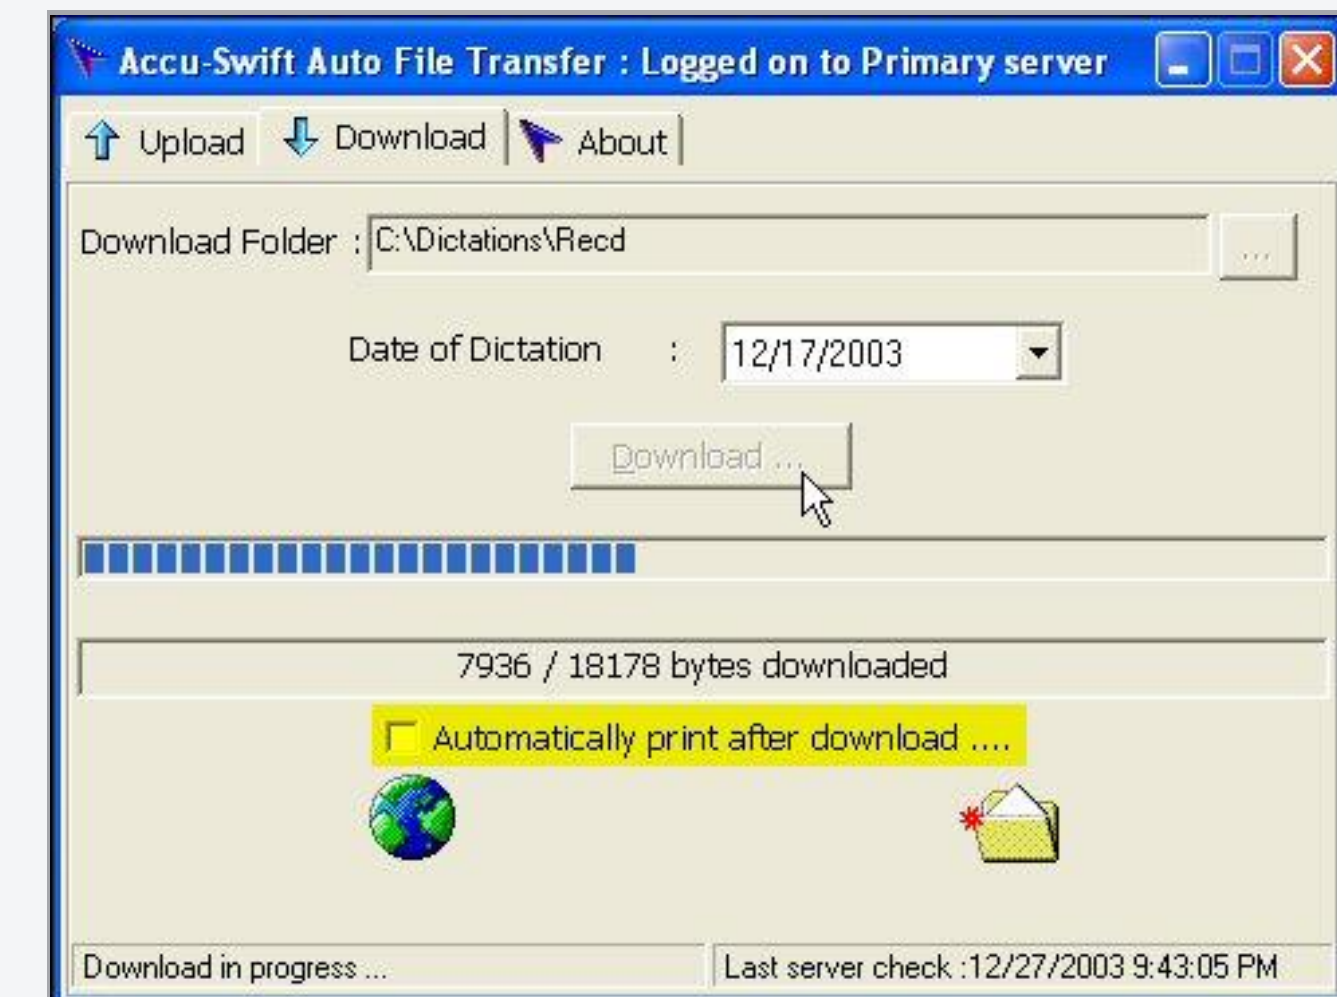 Accu-Swift Auto File Transfer : Logged on to Primary server
Upload Download About
Download Folder : C:\Dictations\Recd ...
Date of Dictation : 12/17/2003
Download ...
7936 / 18178 bytes downloaded
Automatically print after download ....
Download in progress ... Last server check :12/27/2003 9:43:05 PM